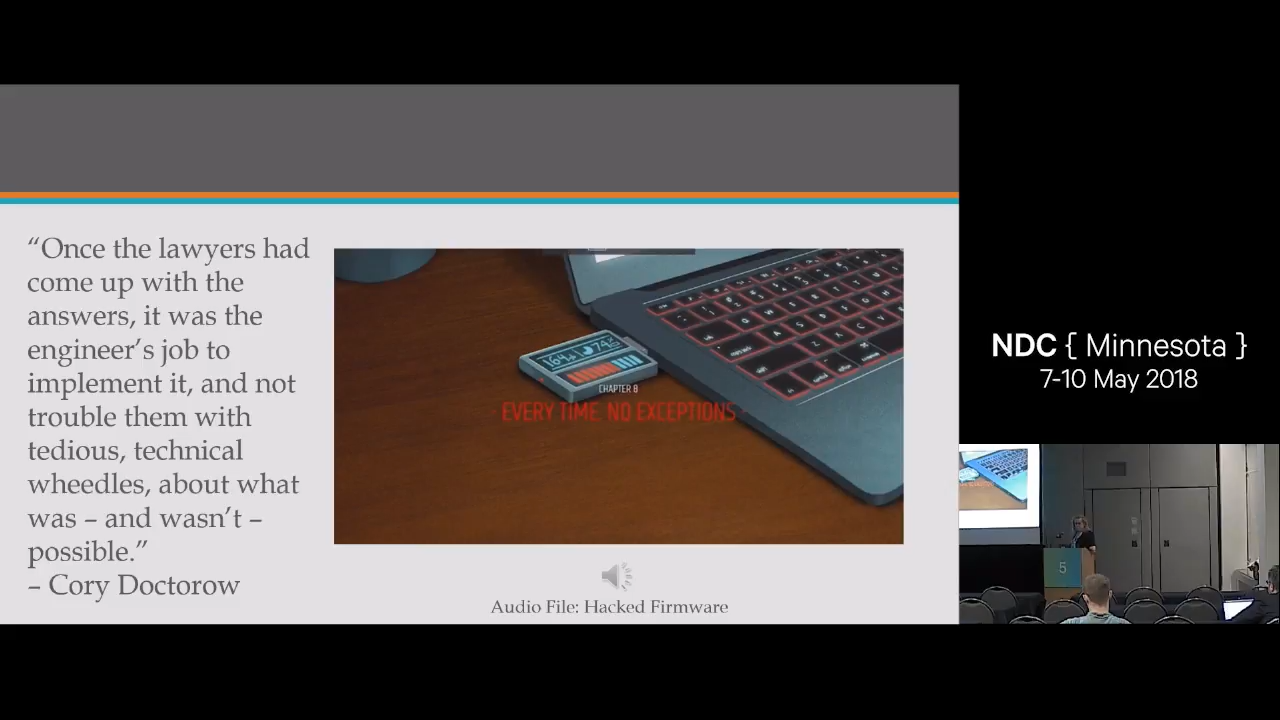 “Once the lawyers had
come up with the
answers, it was the
engineer’s job to
implement it, and not
trouble them with
tedious, technical
wheedles, about what
was – and wasn’t –
possible.”
– Cory Doctorow
CHAPTER 8
- EVERY TIME NO EXCEPTIONS -
Audio File: Hacked Firmware
NDC { Minnesota }
7-10 May 2018
5